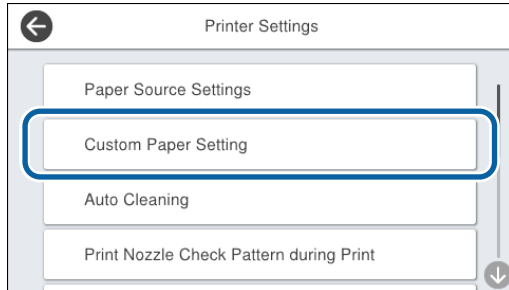 Printer Settings
Paper Source Settings
Custom Paper Setting
Auto Cleaning
Print Nozzle Check Pattern during Print